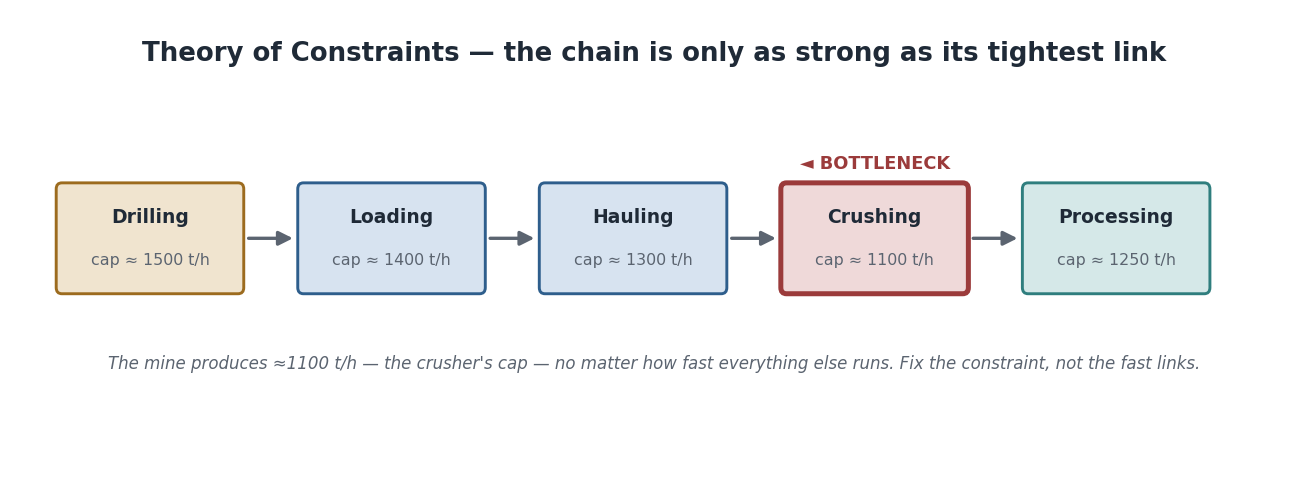 Theory of Constraints — the chain is only as strong as its tightest link
◄ BOTTLENECK
Drilling
cap ≈ 1500 t/h
Loading
cap ≈ 1400 t/h
Hauling
cap ≈ 1300 t/h
Crushing
cap ≈ 1100 t/h
Processing
cap ≈ 1250 t/h
The mine produces ≈1100 t/h — the crusher's cap — no matter how fast everything else runs. Fix the constraint, not the fast links.